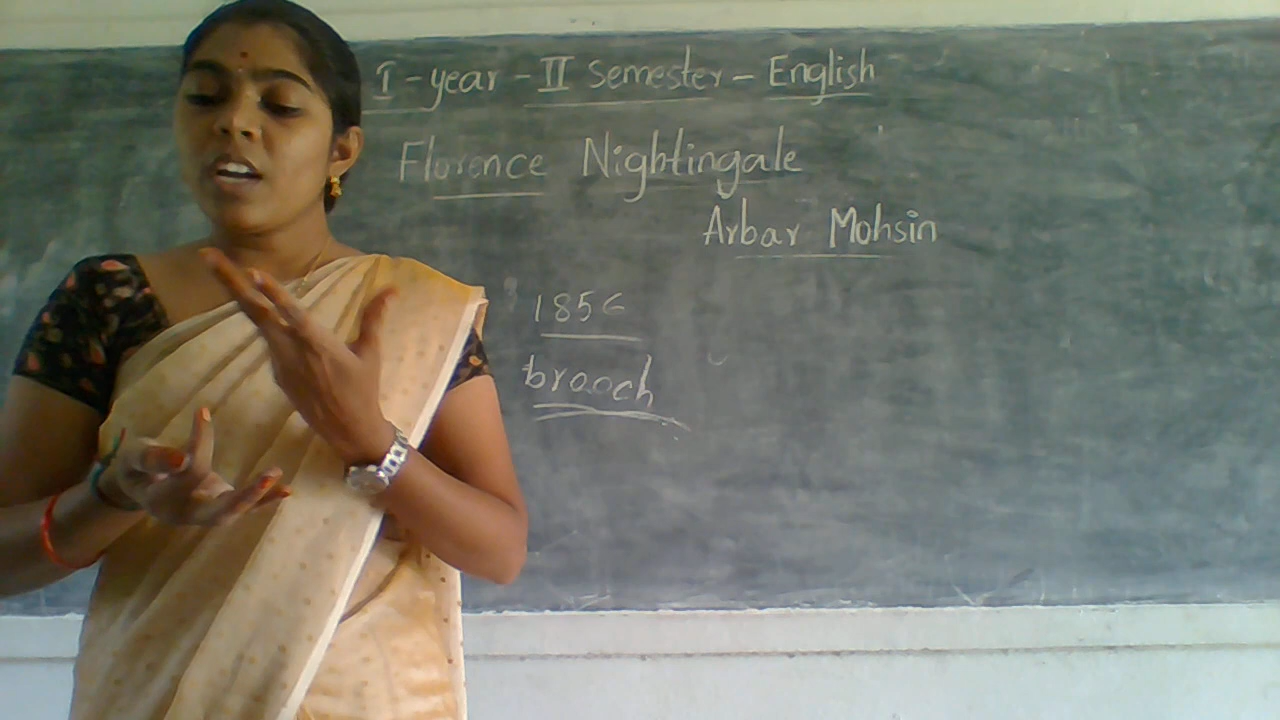 I - year - II Semester - English
Florence Nightingale
Arbar Mohsin
1856
brooch